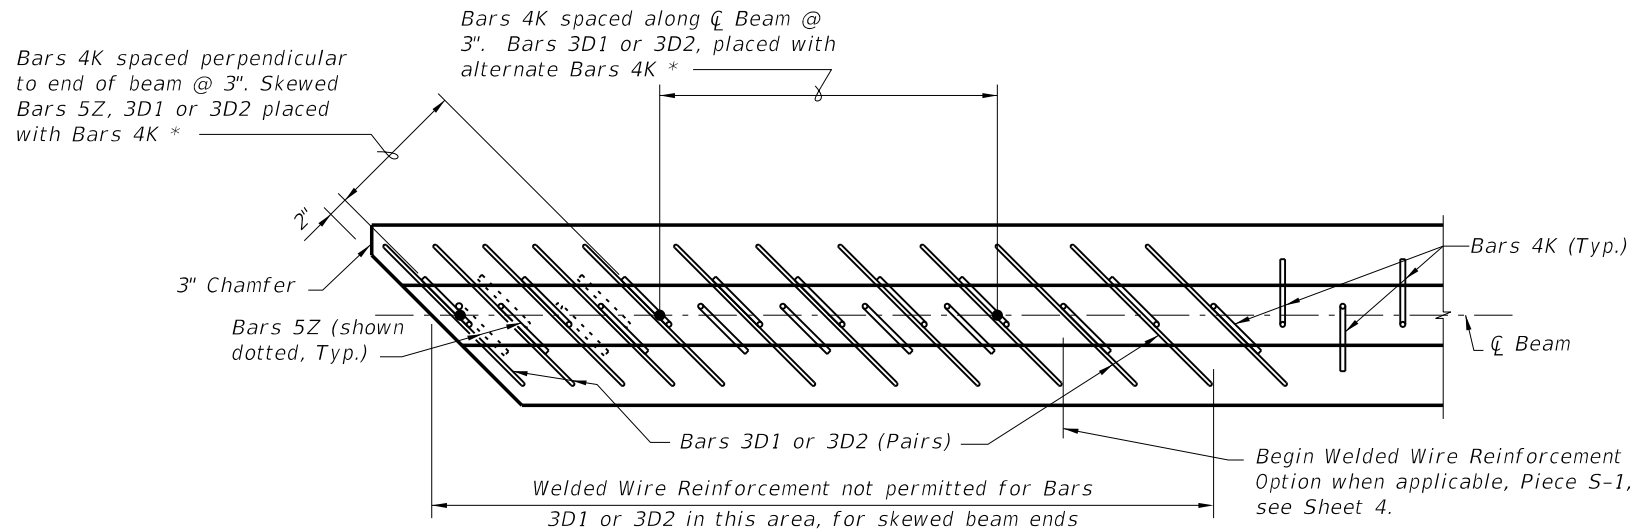 Bars 4K spaced along ℄ Beam @
3". Bars 3D1 or 3D2, placed with
alternate Bars 4K *
Bars 4K spaced perpendicular
to end of beam @ 3". Skewed
Bars 5Z, 3D1 or 3D2 placed
with Bars 4K *
2"
3" Chamfer
Bars 5Z (shown
dotted, Typ.)
Bars 4K (Typ.)
℄ Beam
Bars 3D1 or 3D2 (Pairs)
Welded Wire Reinforcement not permitted for Bars
3D1 or 3D2 in this area, for skewed beam ends
Begin Welded Wire Reinforcement
Option when applicable, Piece S-1,
see Sheet 4.